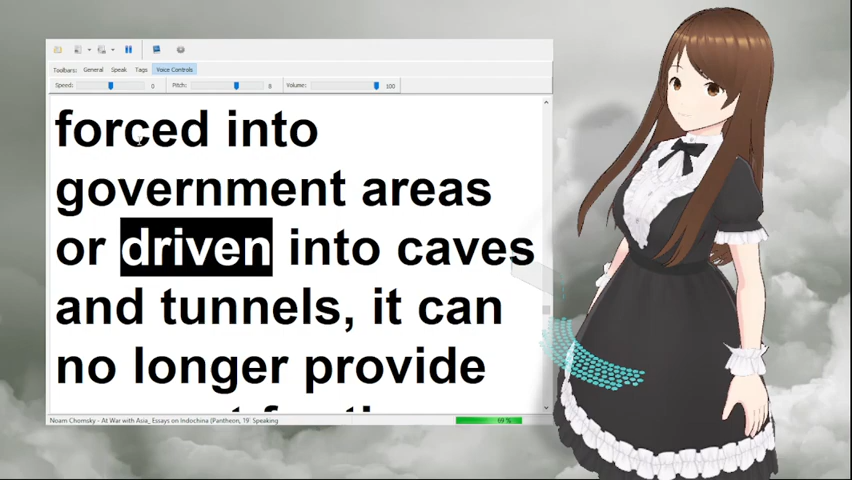 Toolbars: General Speak Tags Voice Controls
Speed: 0 Pitch: 8 Volume: 100
forced into
government areas
or driven into caves
and tunnels, it can
no longer provide
Noam Chomsky - At War with Asia_ Essays on Indochina (Pantheon, 19 Speaking 69 %